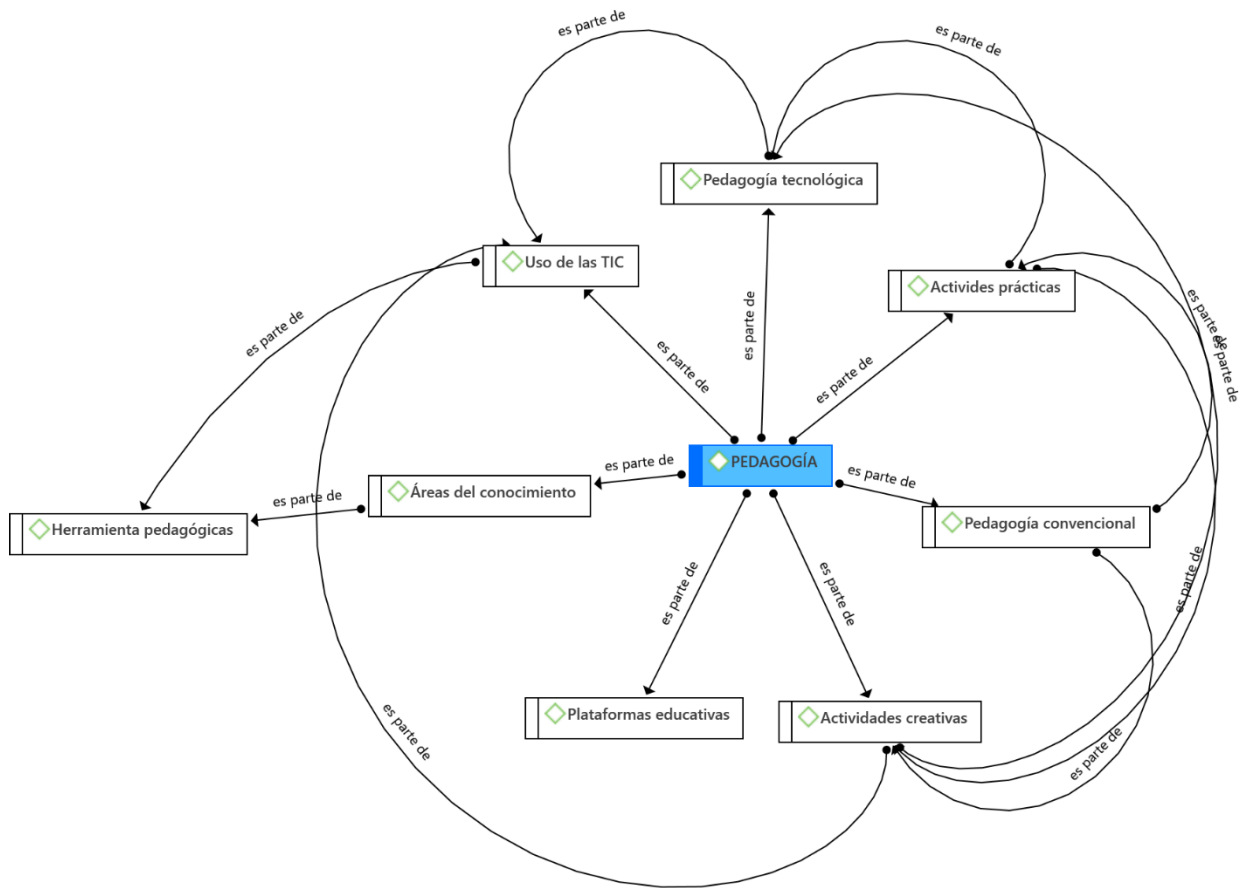 es parte de
es parte de
Pedagogía tecnológica
Uso de las TIC
Activides prácticas
es parte de
es parte de
es parte de
es parte de
es parte de
es parte de
es parte de
PEDAGOGÍA
es parte de
es parte de
Áreas del conocimiento
es parte de
Herramienta pedagógicas
Pedagogía convencional
es parte de
es parte de
es parte de
Plataformas educativas
Actividades creativas
es parte de
es parte de